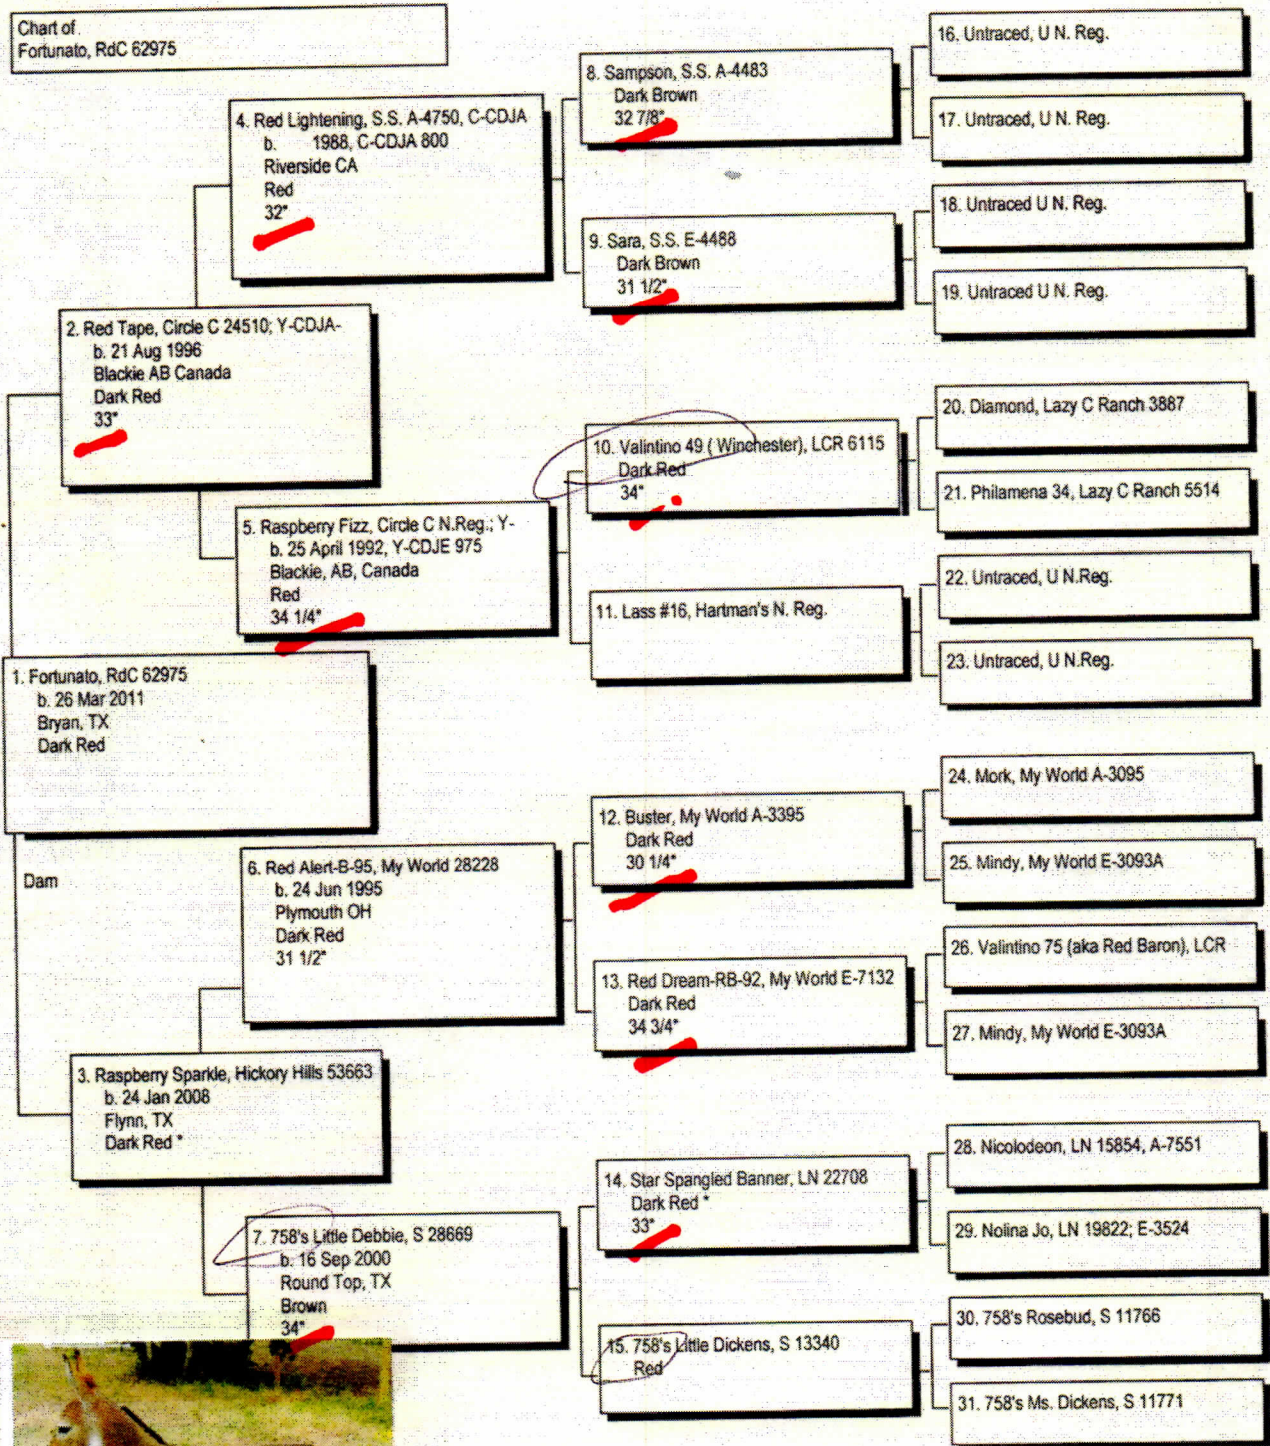 Chart of
Fortunato, RdC 62975
1. Fortunato, RdC 62975
b. 26 Mar 2011
Bryan, TX
Dark Red
Dam
2. Red Tape, Circle C 24510; Y-CDJA-
b. 21 Aug 1996
Blackie AB Canada
Dark Red
33"
3. Raspberry Sparkle, Hickory Hills 53663
b. 24 Jan 2008
Flynn, TX
Dark Red *
4. Red Lightening, S.S. A-4750, C-CDJA
b. 1988, C-CDJA 800
Riverside CA
Red
32"
5. Raspberry Fizz, Circle C N.Reg.; Y-
b. 25 April 1992, Y-CDJE 975
Blackie, AB, Canada
Red
34 1/4"
6. Red Alert-B-95, My World 28228
b. 24 Jun 1995
Plymouth OH
Dark Red
31 1/2"
7. 758's Little Debbie, S 28669
b. 16 Sep 2000
Round Top, TX
Brown
34"
8. Sampson, S.S. A-4483
Dark Brown
32 7/8"
9. Sara, S.S. E-4488
Dark Brown
31 1/2"
10. Valintino 49 ( Winchester), LCR 6115
Dark Red
34"
11. Lass #16, Hartman's N. Reg.
12. Buster, My World A-3395
Dark Red
30 1/4"
13. Red Dream-RB-92, My World E-7132
Dark Red
34 3/4"
14. Star Spangled Banner, LN 22708
Dark Red *
33"
15. 758's Little Dickens, S 13340
Red
16. Untraced, U N. Reg.
17. Untraced, U N. Reg.
18. Untraced U N. Reg.
19. Untraced U N. Reg.
20. Diamond, Lazy C Ranch 3887
21. Philamena 34, Lazy C Ranch 5514
22. Untraced, U N.Reg.
23. Untraced, U N.Reg.
24. Mork, My World A-3095
25. Mindy, My World E-3093A
26. Valintino 75 (aka Red Baron), LCR
27. Mindy, My World E-3093A
28. Nicolodeon, LN 15854, A-7551
29. Nolina Jo, LN 19822; E-3524
30. 758's Rosebud, S 11766
31. 758's Ms. Dickens, S 11771